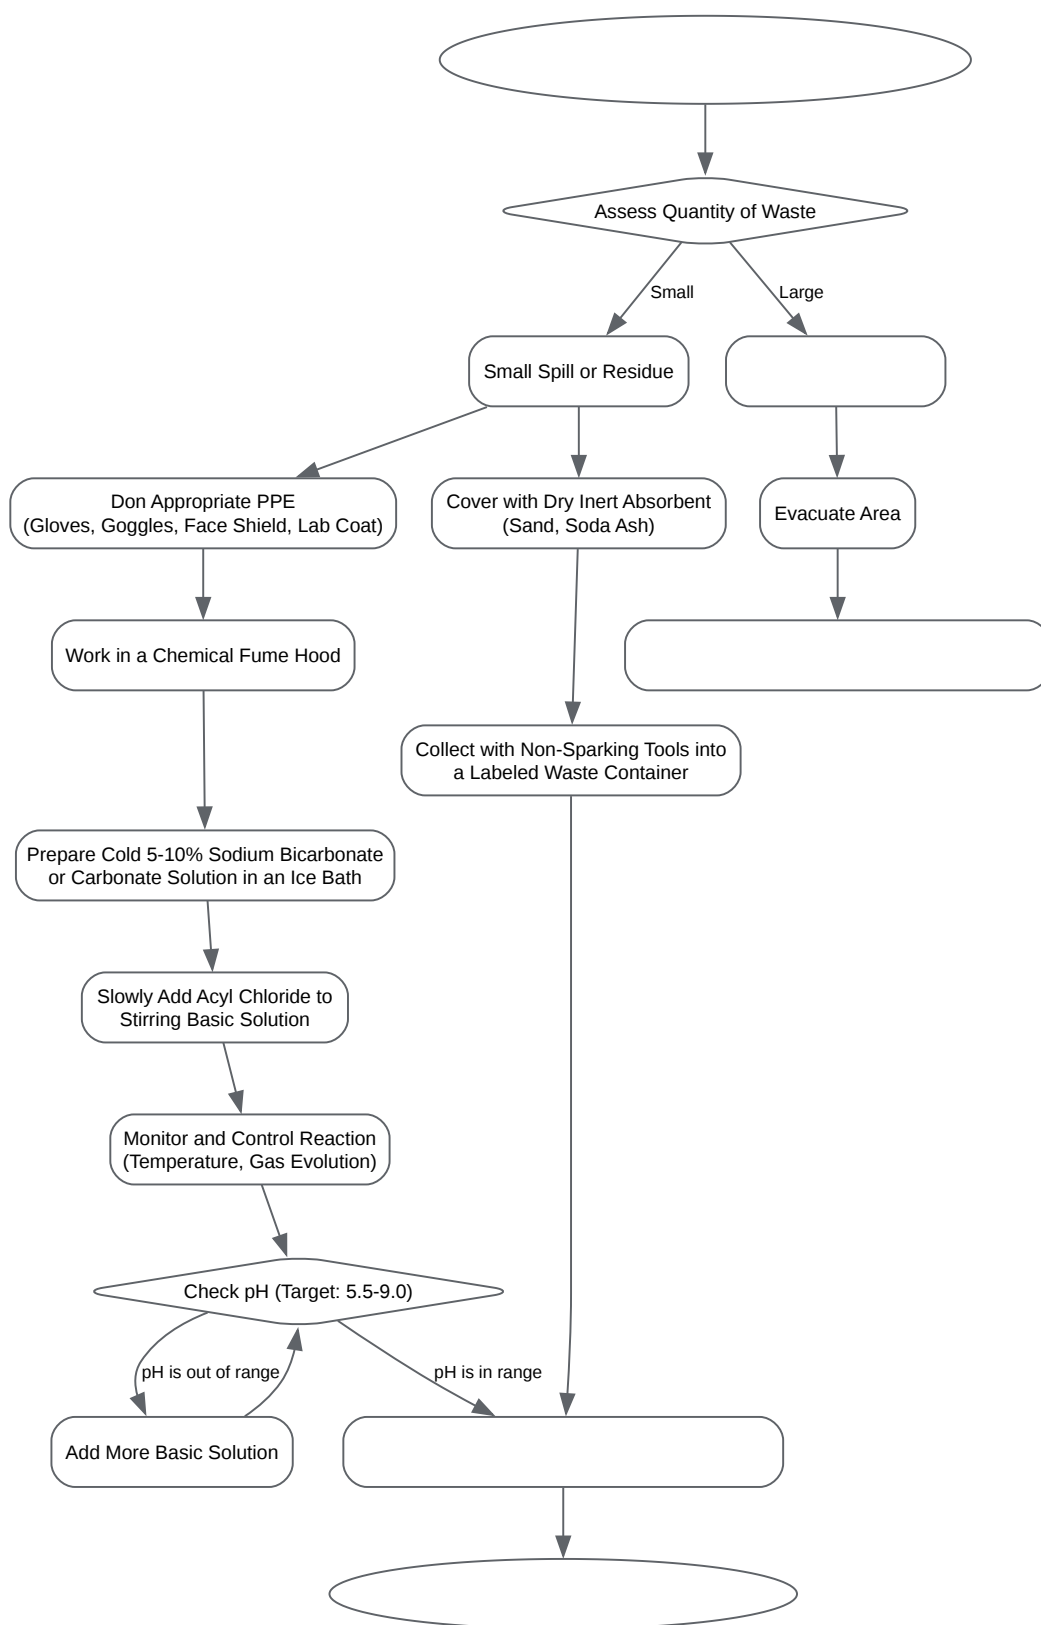 Assess Quantity of Waste
Small
Large
Small Spill or Residue
Don Appropriate PPE
(Gloves, Goggles, Face Shield, Lab Coat)
Cover with Dry Inert Absorbent
(Sand, Soda Ash)
Evacuate Area
Work in a Chemical Fume Hood
Collect with Non-Sparking Tools into
a Labeled Waste Container
Prepare Cold 5-10% Sodium Bicarbonate
or Carbonate Solution in an Ice Bath
Slowly Add Acyl Chloride to
Stirring Basic Solution
Monitor and Control Reaction
(Temperature, Gas Evolution)
Check pH (Target: 5.5-9.0)
pH is out of range
pH is in range
Add More Basic Solution